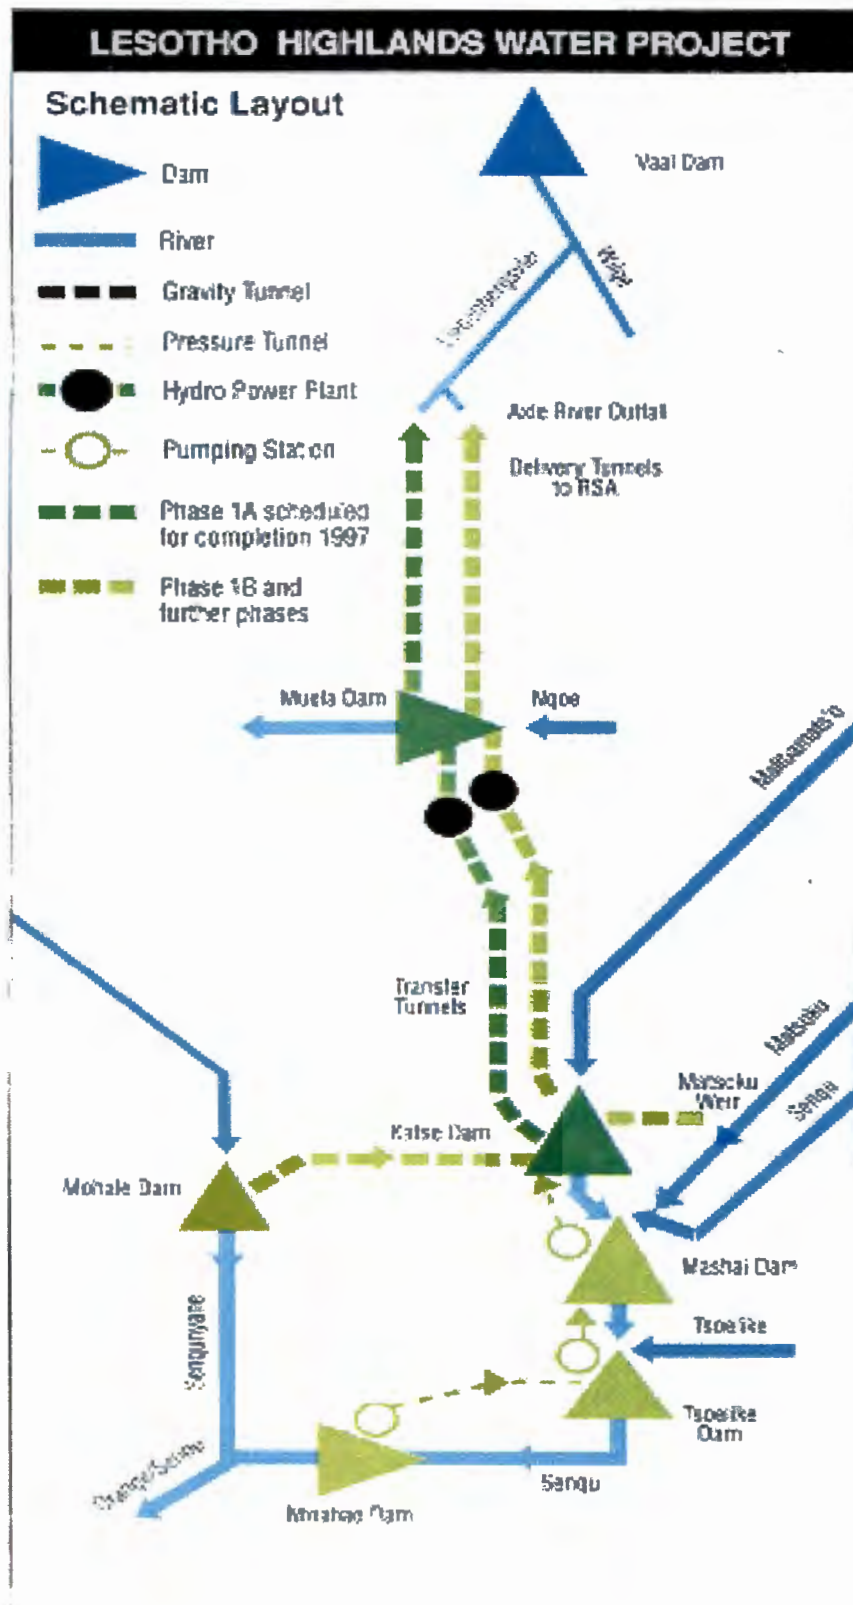 LESOTHO HIGHLANDS WATER PROJECT
Schematic Layout
Dam
River
Gravity Tunnel
Pressure Tunnel
Hydro Power Plant
Pumping Station
Phase 1A scheduled
for completion 1997
Phase 1B and
further phases
Vaal Dam
Wilge
Axle River Outfall
Delivery Tunnels
to RSA
Muela Dam
Nqoe
Malibamats'o
Transfer
Tunnels
Matsoku
Senqu
Matsoku
Weir
Katse Dam
Mohale Dam
Mashai Dam
Senqunyane
Tsoelike
Tsoelike
Dam
Senqu
Dam